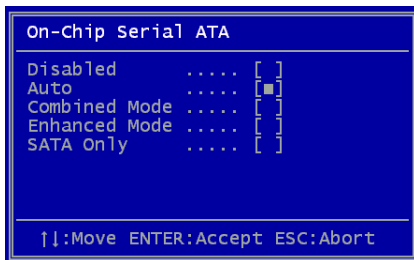 On-Chip Serial ATA
Disabled ..... [ ]
Auto ..... [■]
Combined Mode ..... [ ]
Enhanced Mode ..... [ ]
SATA Only ..... [ ]
↑↓:Move ENTER:Accept ESC:Abort